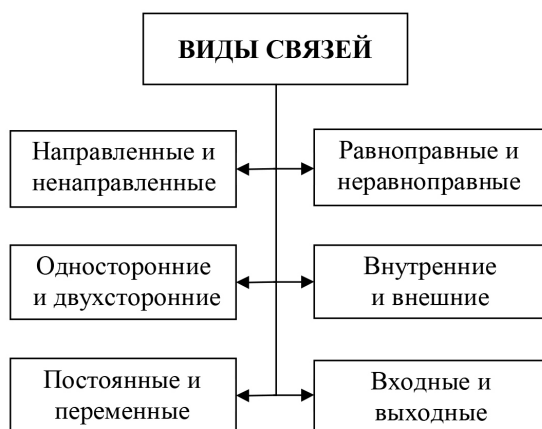 ВИДЫ СВЯЗЕЙ
Направленные и
ненаправленные
Равноправные и
неравноправные
Односторонние
и двухсторонние
Внутренние
и внешние
Постоянные и
переменные
Входные и
выходные